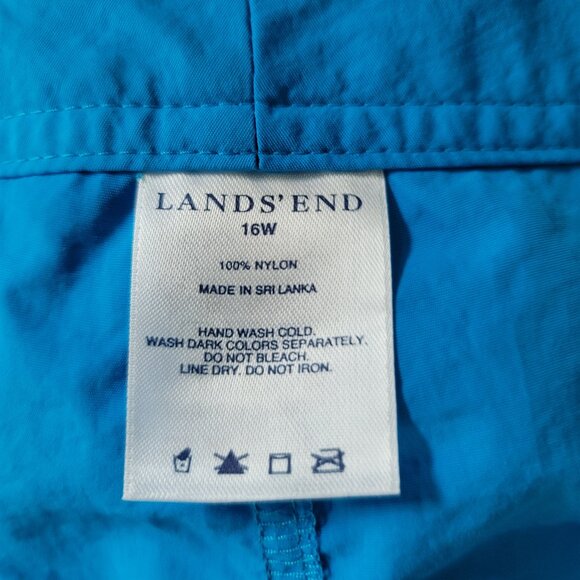 LANDS' END
16W
100% NYLON
MADE IN SRI LANKA
HAND WASH COLD.
WASH DARK COLORS SEPARATELY.
DO NOT BLEACH.
LINE DRY. DO NOT IRON.